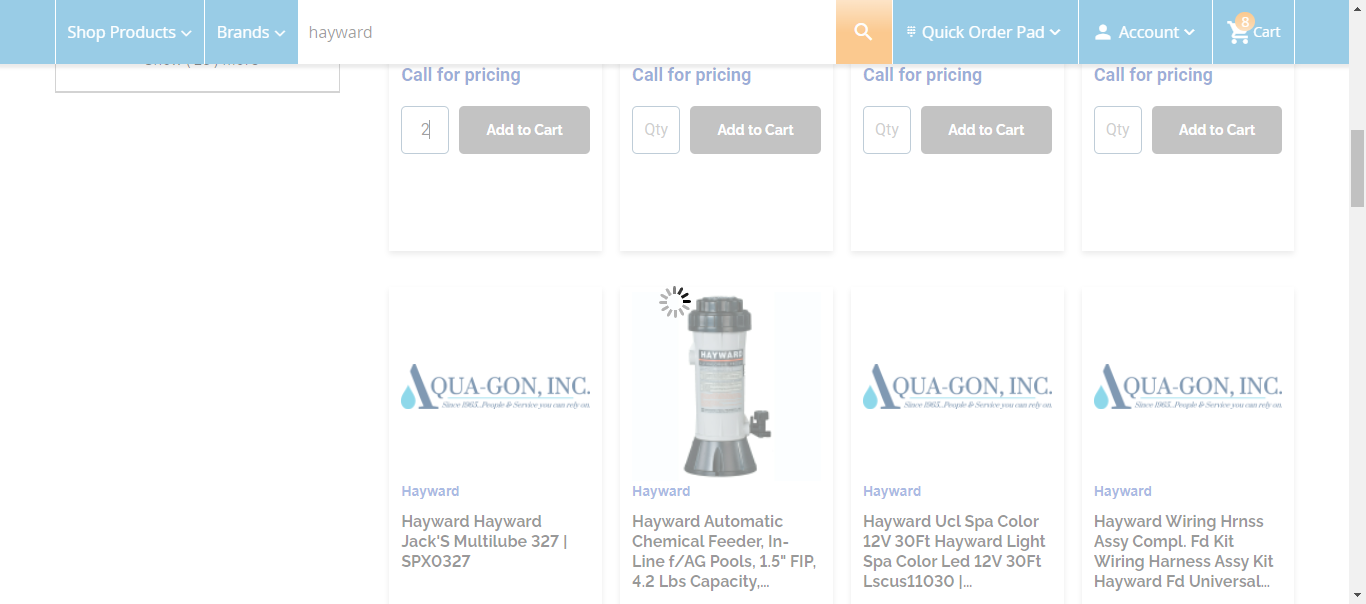 Shop Products
Brands
hayward
Quick Order Pad
Account
8
Cart
Call for pricing
Call for pricing
Call for pricing
Call for pricing
2
Add to Cart
Qty
Add to Cart
Qty
Add to Cart
Qty
Add to Cart
AQUA-GON, INC.
Since 1963...People & Service you can rely on.
HAYWARD
AQUA-GON, INC.
Since 1963...People & Service you can rely on.
AQUA-GON, INC.
Since 1963...People & Service you can rely on.
Hayward
Hayward Hayward
Jack'S Multilube 327 |
SPX0327
Hayward
Hayward Automatic
Chemical Feeder, In-
Line f/AG Pools, 1.5" FIP,
4.2 Lbs Capacity,...
Hayward
Hayward Ucl Spa Color
12V 30Ft Hayward Light
Spa Color Led 12V 30Ft
Lscus11030 |...
Hayward
Hayward Wiring Hrnss
Assy Compl. Fd Kit
Wiring Harness Assy Kit
Hayward Fd Universal...